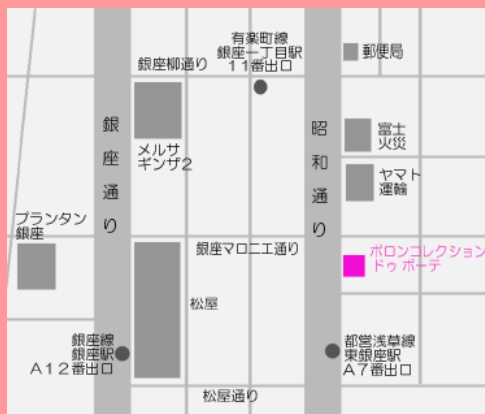 有楽町線
銀座一丁目駅
11番出口
郵便局
銀座柳通り
銀座通り
昭和通り
メルサ
ギンザ2
富士
火災
ヤマト
運輸
プランタン
銀座
銀座マロニエ通り
ポロンコレクション
ドゥ ボーテ
松屋
銀座線
銀座駅
A12番出口
都営浅草線
東銀座駅
A7番出口
松屋通り